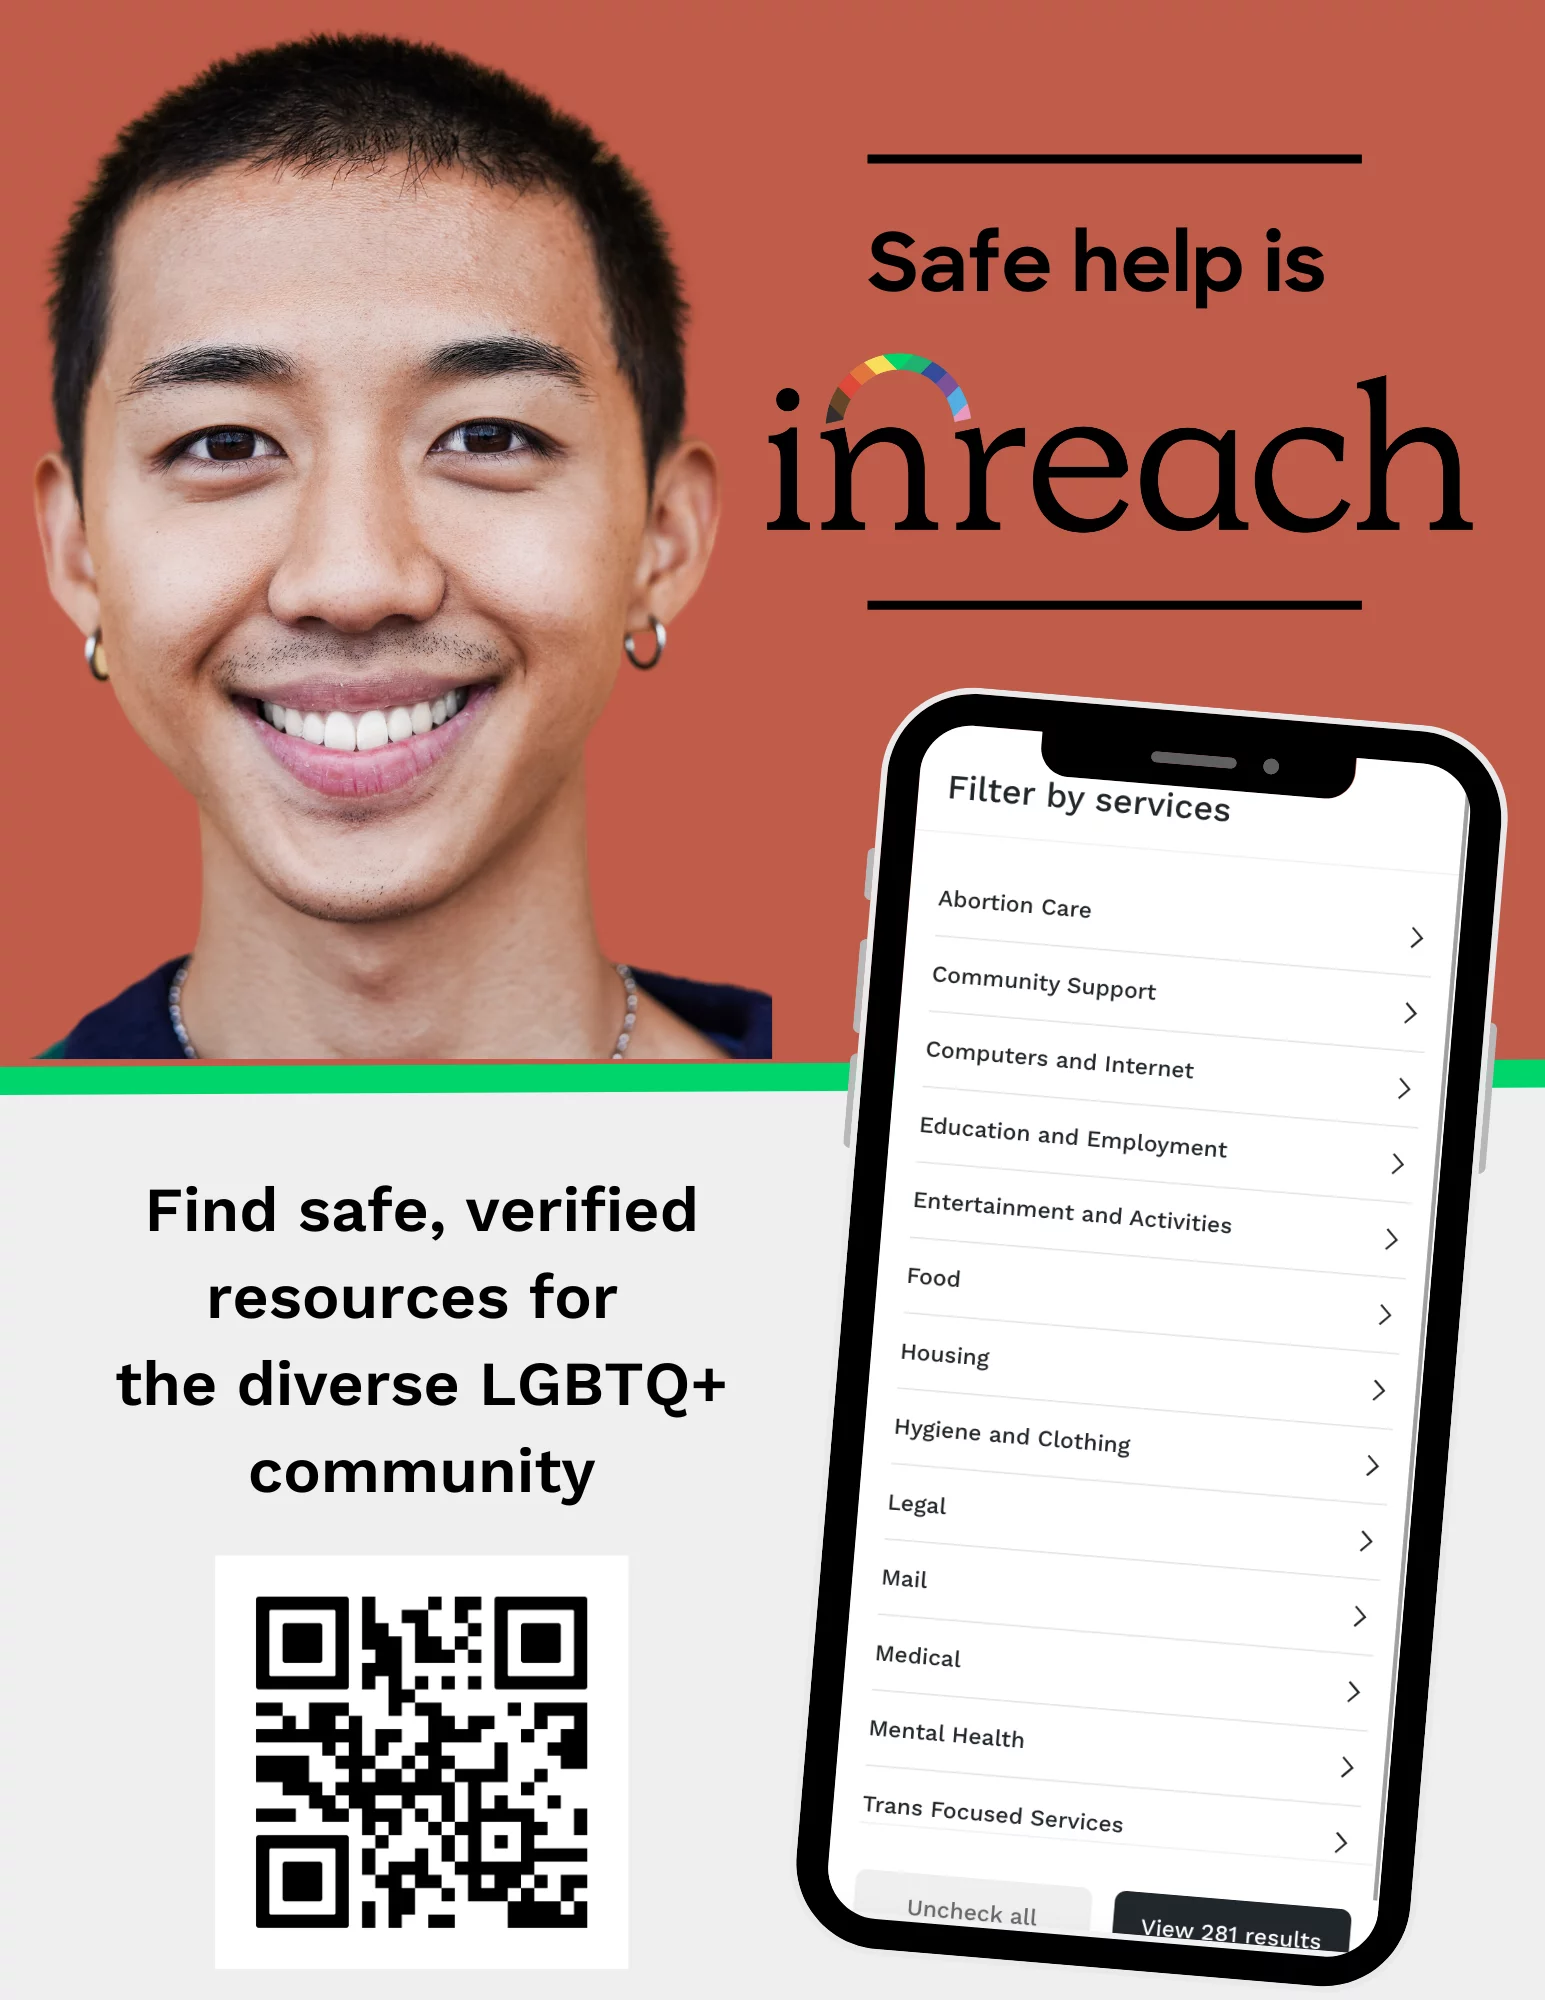 Safe help is
inreach
Filter by services
Abortion Care
Community Support
Computers and Internet
Education and Employment
Entertainment and Activities
Food
Housing
Hygiene and Clothing
Legal
Mail
Medical
Mental Health
Trans Focused Services
Uncheck all
View 281 results
Find safe, verified
resources for
the diverse LGBTQ+
community